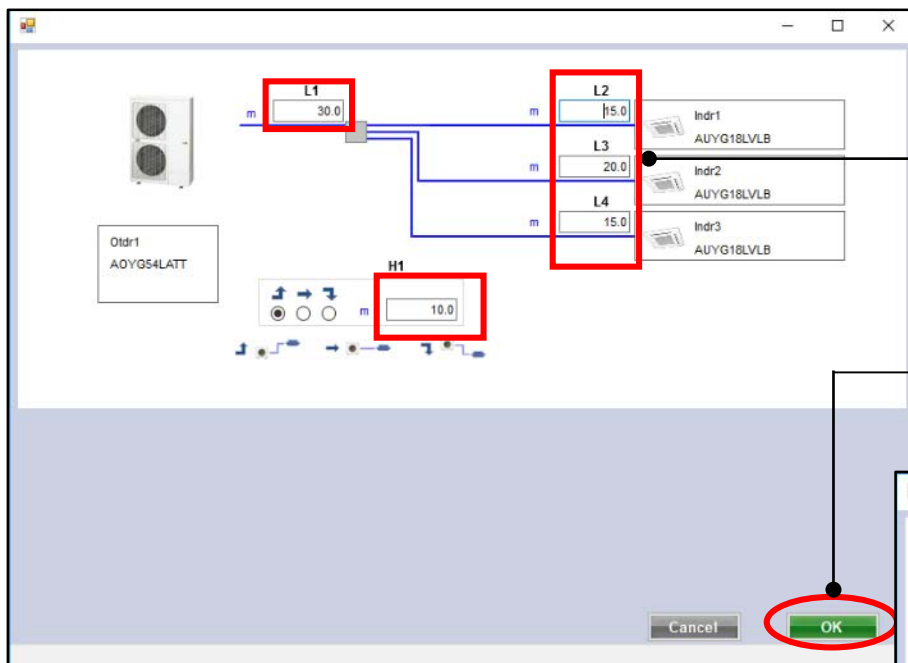 L1
m 30.0
L2
m 15.0
Indr1
AUYG18LVLB
L3
m 20.0
Indr2
AUYG18LVLB
L4
m 15.0
Indr3
AUYG18LVLB
Otdr1
AOYG54LATT
H1
m 10.0
Cancel
OK